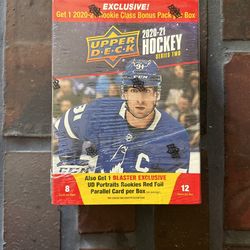 EXCLUSIVE!
Get 1 2020-21 Rookie Class Bonus Pack Per Box
UPPER
DECK
2020-21
HOCKEY
SERIES TWO
C
CCM
Also Get 1 BLASTER EXCLUSIVE
UD Portraits Rookies Red Foil
Parallel Card per Box
8
12